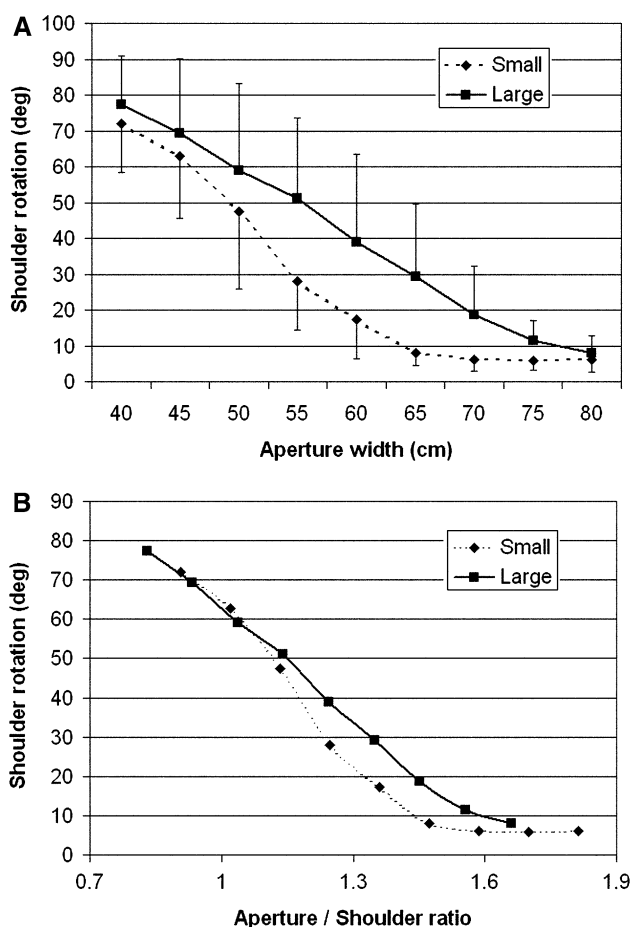 A
Shoulder rotation (deg)
100
90
80
70
60
50
40
30
20
10
0
Small
Large
40 45 50 55 60 65 70 75 80
Aperture width (cm)
B
Shoulder rotation (deg)
90
80
70
60
50
40
30
20
10
0
Small
Large
0.7 1 1.3 1.6 1.9
Aperture / Shoulder ratio